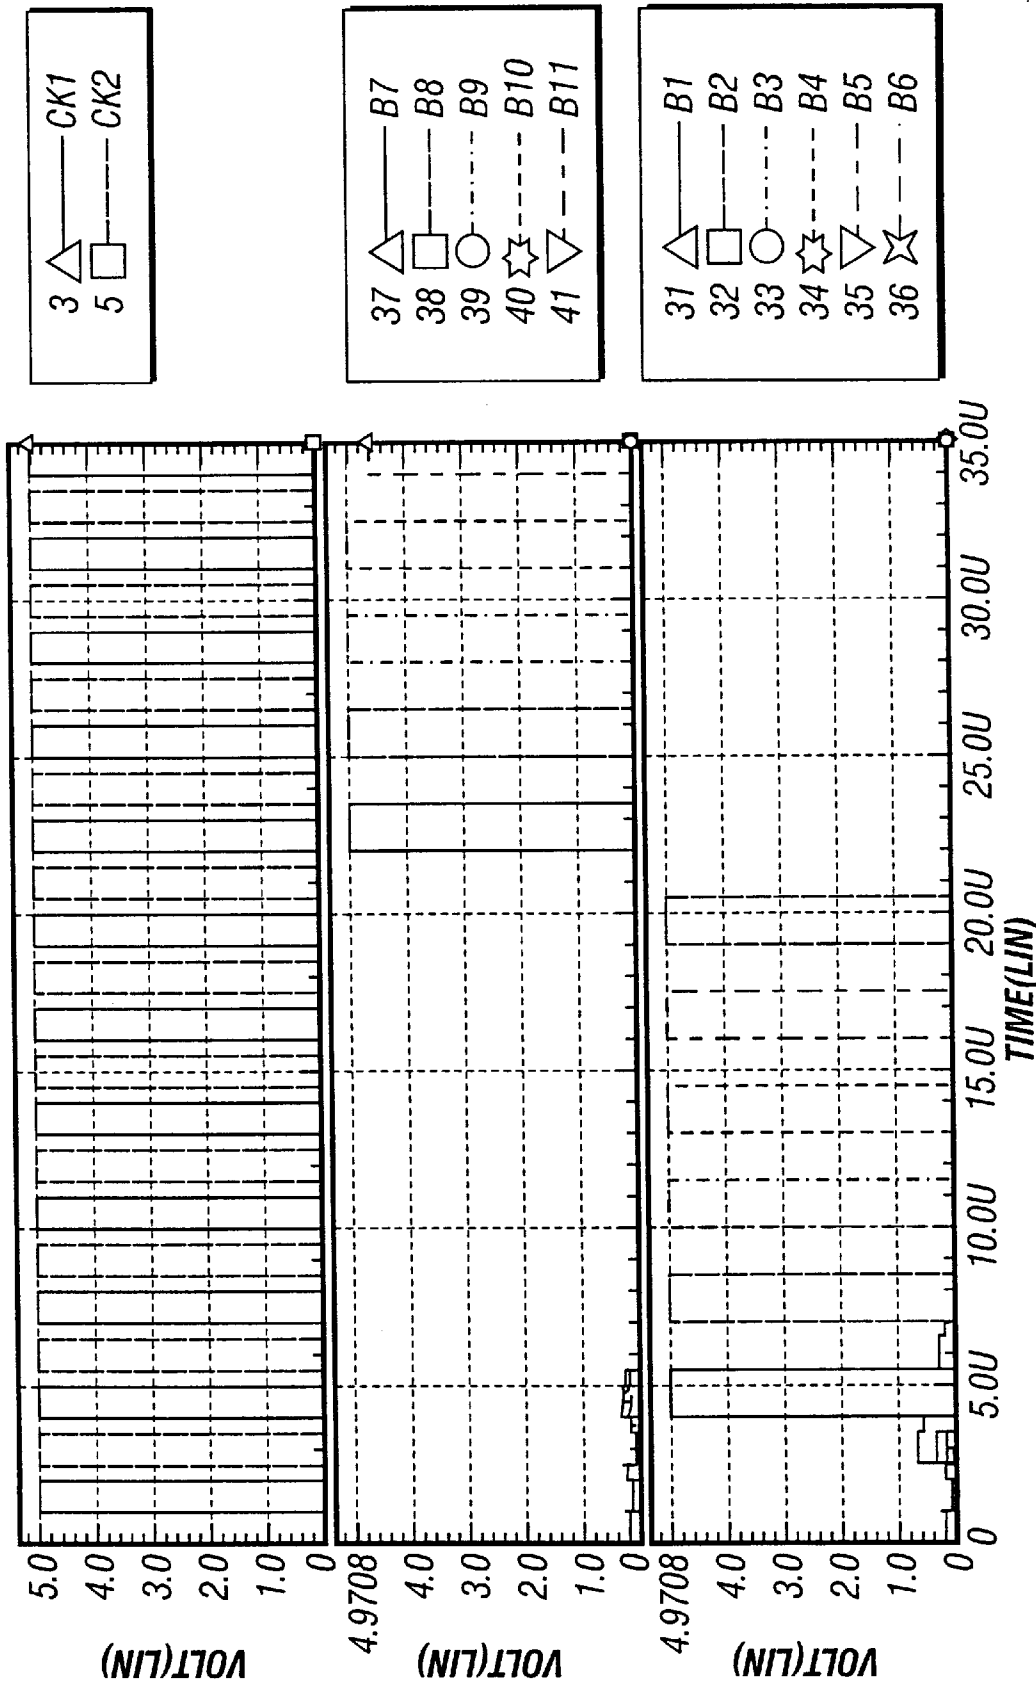 3 CK1
5 CK2
VOLT(LIN)
5.0
4.0
3.0
2.0
1.0
0
37 B7
38 B8
39 B9
40 B10
41 B11
VOLT(LIN)
4.9708
4.0
3.0
2.0
1.0
0
31 B1
32 B2
33 B3
34 B4
35 B5
36 B6
VOLT(LIN)
4.9708
4.0
3.0
2.0
1.0
0
0 5.0U 10.0U 15.0U 20.0U 25.0U 30.0U 35.0U
TIME(LIN)